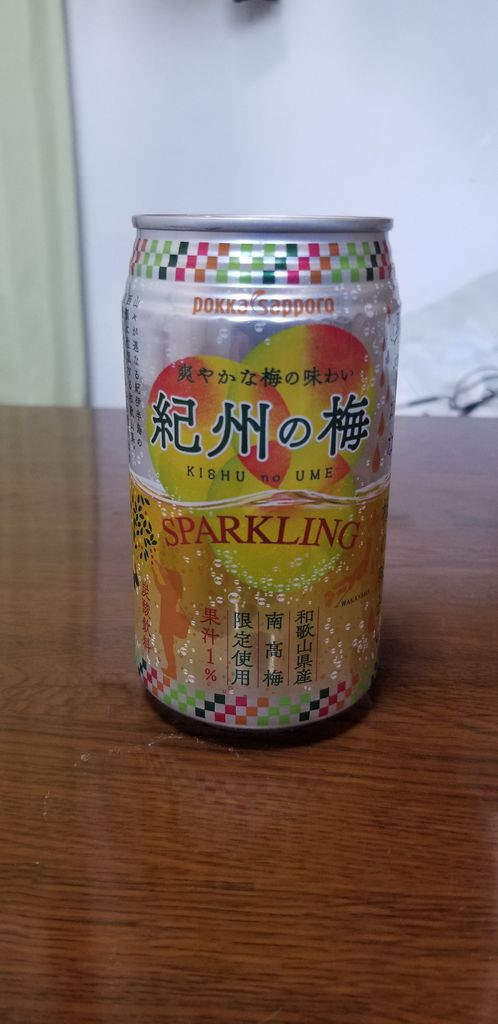 pokka sapporo
爽やかな梅の味わい
紀州の梅
KISHU no UME
SPARKLING
和歌山県産
南高梅
限定使用
果汁1%
炭酸飲料
WAKAYAMA